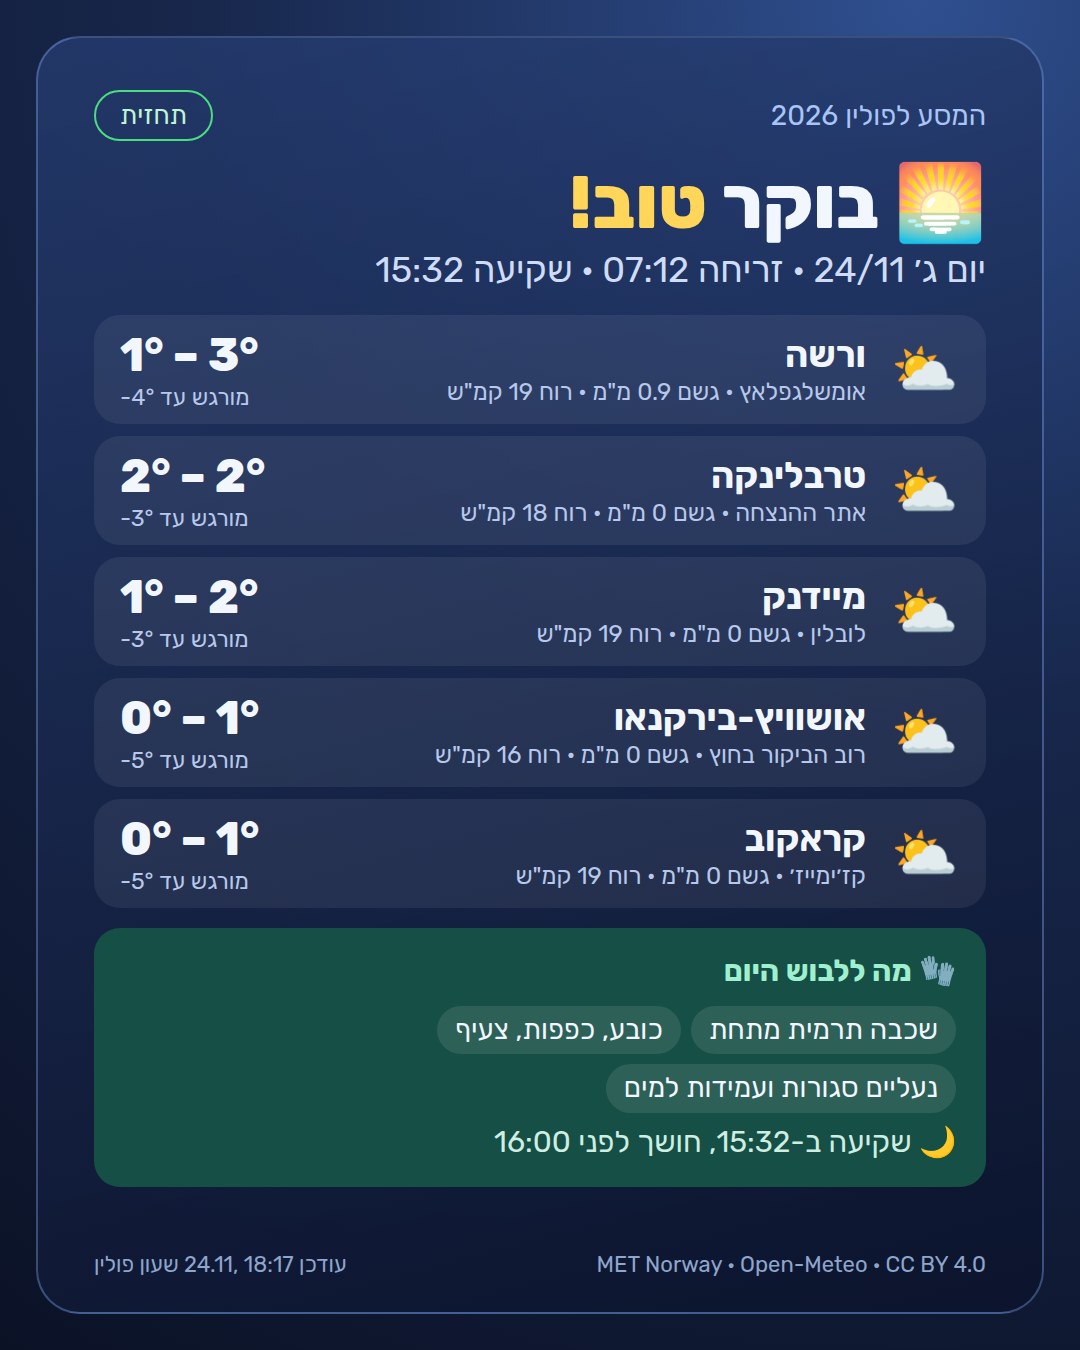 המסע לפולין 2026
תחזית
בוקר טוב!
יום ג׳ 24/11 • זריחה 07:12 • שקיעה 15:32
ורשה
אומשלגפלאץ • גשם 0.9 מ"מ • רוח 19 קמ"ש
1° – 3°
מורגש עד ‎-4°
טרבלינקה
אתר ההנצחה • גשם 0 מ"מ • רוח 18 קמ"ש
2° – 2°
מורגש עד ‎-3°
מיידנק
לובלין • גשם 0 מ"מ • רוח 19 קמ"ש
1° – 2°
מורגש עד ‎-3°
אושוויץ-בירקנאו
רוב הביקור בחוץ • גשם 0 מ"מ • רוח 16 קמ"ש
0° – 1°
מורגש עד ‎-5°
קראקוב
קז׳ימייז׳ • גשם 0 מ"מ • רוח 19 קמ"ש
0° – 1°
מורגש עד ‎-5°
מה ללבוש היום
שכבה תרמית מתחת
כובע, כפפות, צעיף
נעליים סגורות ועמידות למים
שקיעה ב-15:32, חושך לפני 16:00
MET Norway • Open-Meteo • CC BY 4.0
עודכן 18:17 ,24.11 שעון פולין